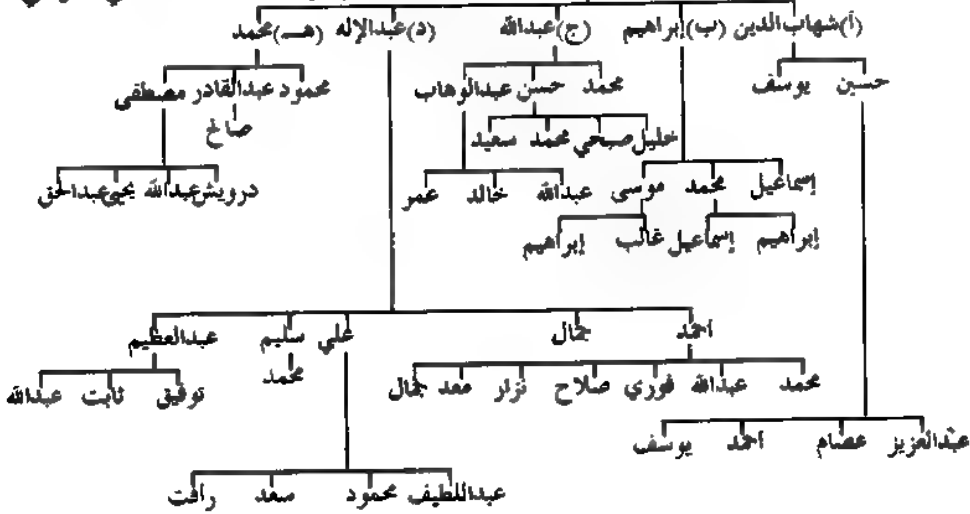 (أ)شهاب الدين (ب)إبراهيم (ج)عبدالله (د)عبدالإله (هـ)محمد
حسين يوسف محمد حسن عبدالوهاب محمود عبدالقادر مصطفى
خليل صبحي محمد سعيد صالح
إسماعيل محمد موسى عبدالله خالد عمر درويش عبدالله يحيى عبدالحق
إبراهيم إسماعيل غالب إبراهيم
أحمد جمال علي سليم عبدالعظيم
محمد عبدالله فوزي صلاح نزار سعد جمال محمد توفيق ثابت عبدالله
عبدالعزيز عصام أحمد يوسف
عبداللطيف محمود سعد رافت